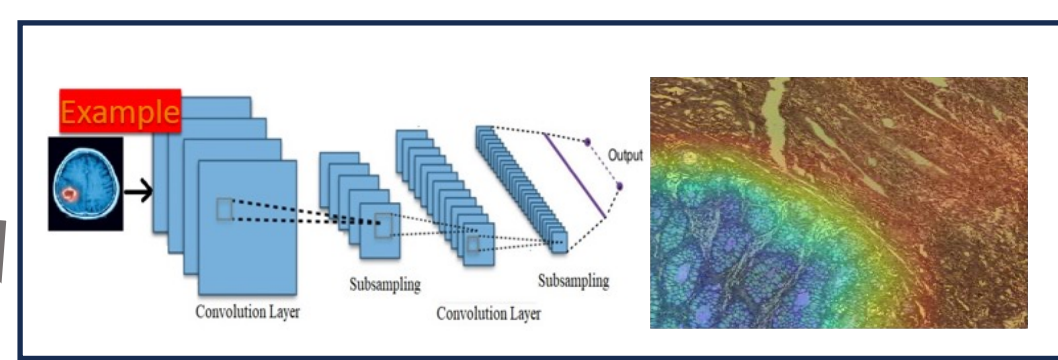 Example
Output
Subsampling
Subsampling
Convolution Layer
Convolution Layer